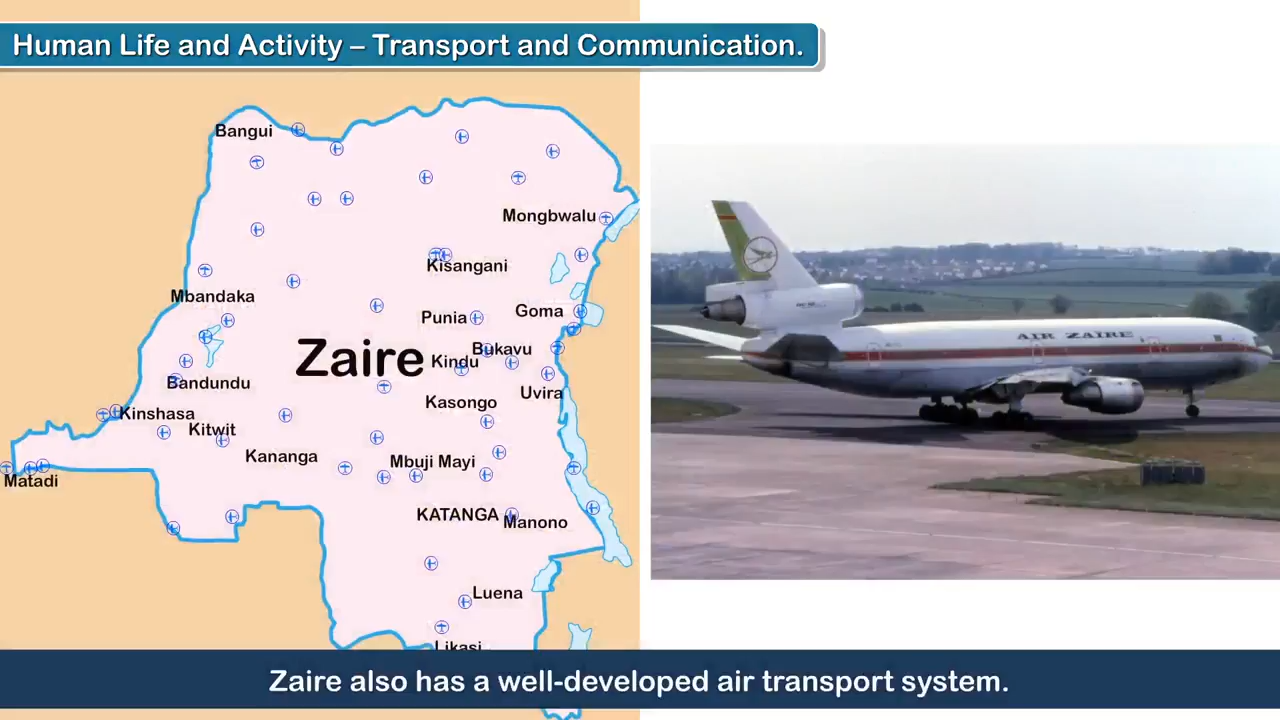 Human Life and Activity – Transport and Communication.
Bangui
Mongbwalu
Kisangani
Mbandaka
Goma
Punia
Zaire
Bukavu
Kindu
Bandundu
Uvira
Kasongo
Kinshasa
Kitwit
Kananga
Mbuji Mayi
Matadi
KATANGA
Manono
Luena
Likasi
AIR ZAIRE
Zaire also has a well-developed air transport system.